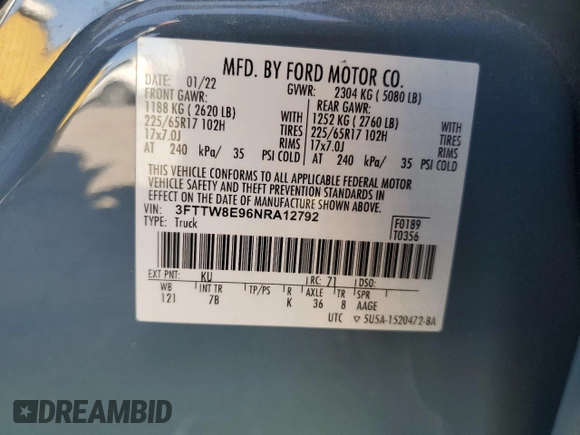 MFD. BY FORD MOTOR CO.
DATE: 01/22 GVWR: 2304 KG ( 5080 LB)
FRONT GAWR: REAR GAWR:
1188 KG ( 2620 LB) 1252 KG ( 2760 LB)
225/65R17 102H WITH TIRES 225/65R17 102H WITH TIRES
17x7.0J RIMS 17x7.0J RIMS
AT 240 kPa/ 35 PSI COLD AT 240 kPa/ 35 PSI COLD
THIS VEHICLE CONFORMS TO ALL APPLICABLE FEDERAL MOTOR
VEHICLE SAFETY AND BUMPER STANDARDS IN
EFFECT ON THE DATE OF MANUFACTURE SHOWN ABOVE.
VIN: 3FTTW8E96NRA12792 F0189
TYPE: Truck T0356
EXT PNT: KU RC: 71 DSO:
WB INT TR TP/PS R AXLE TR SPR
121 7B K 36 8 AAGE
UTC ▽ 5U5A-1520472-BA
DREAMBID